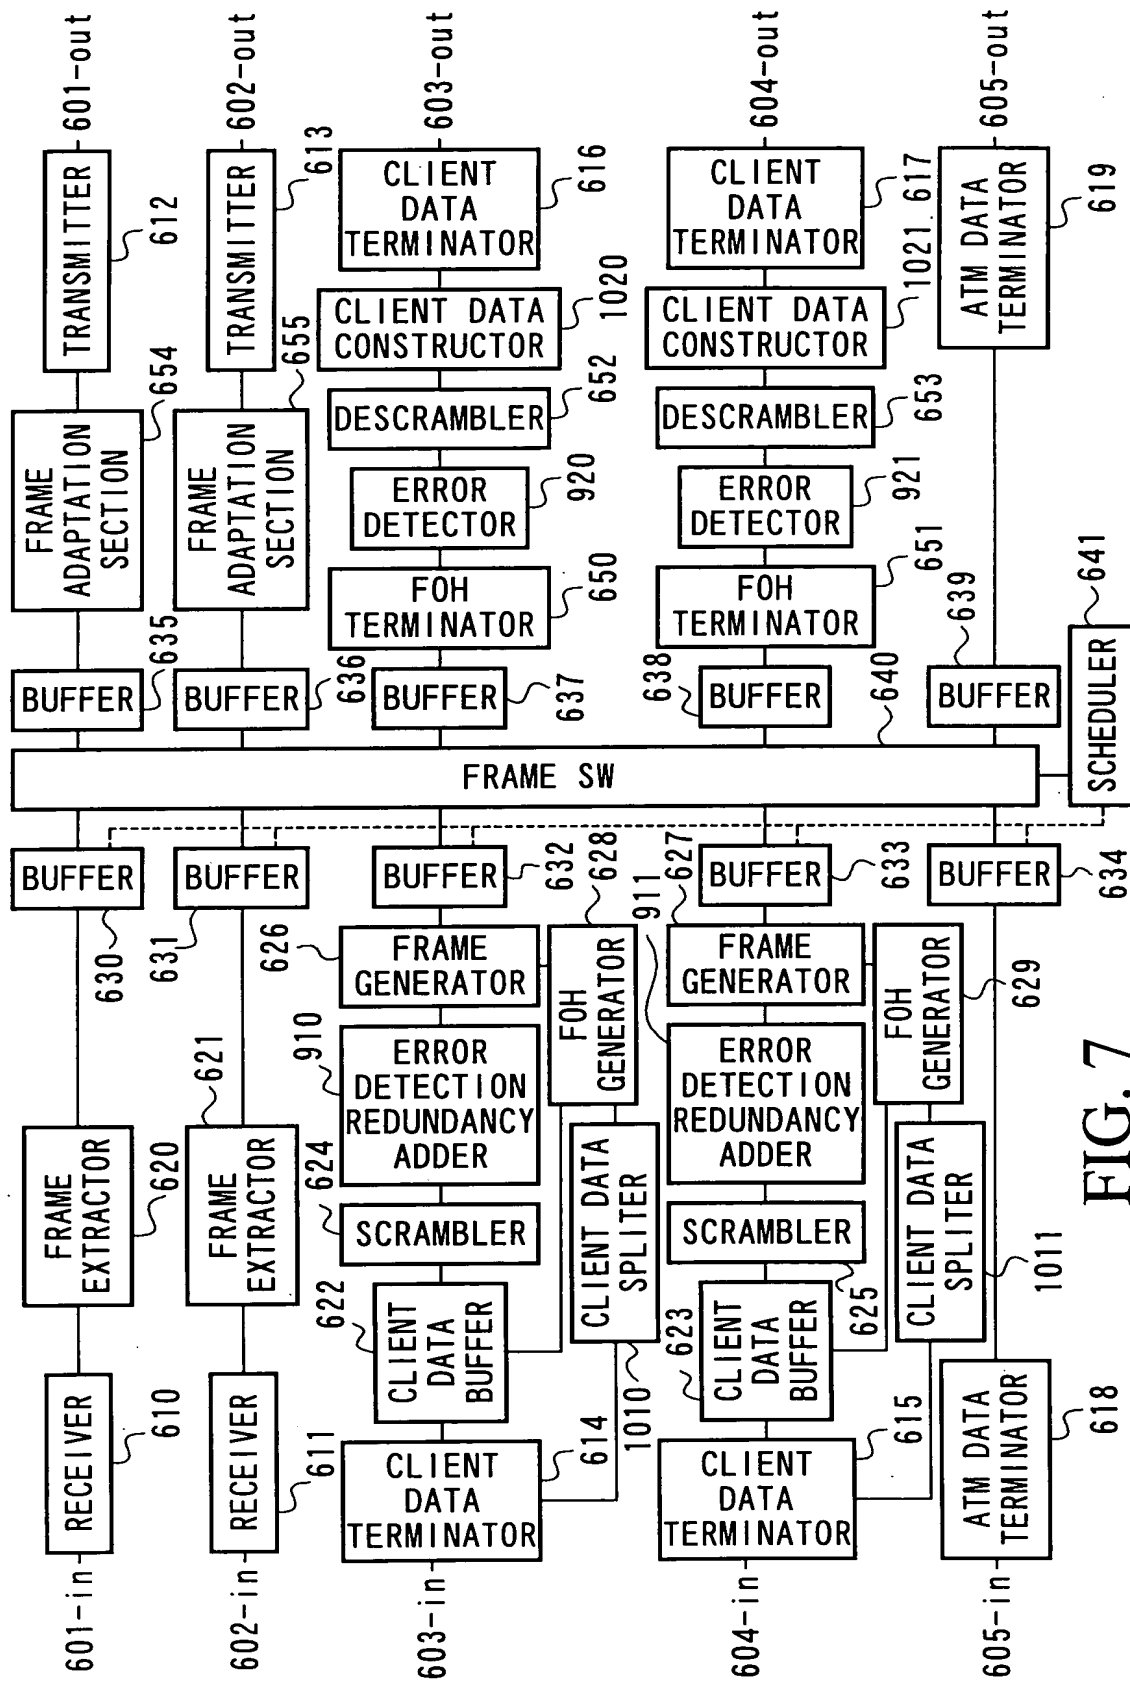 601-in
RECEIVER
610
FRAME
EXTRACTOR
620
BUFFER
630
BUFFER
635
FRAME
ADAPTATION
SECTION
654
TRANSMITTER
612
601-out
602-in
RECEIVER
611
FRAME
EXTRACTOR
621
BUFFER
631
BUFFER
636
FRAME
ADAPTATION
SECTION
655
TRANSMITTER
613
602-out
603-in
CLIENT
DATA
TERMINATOR
614
CLIENT
DATA
BUFFER
622
SCRAMBLER
624
ERROR
DETECTION
REDUNDANCY
ADDER
910
FRAME
GENERATOR
626
BUFFER
632
CLIENT DATA
SPLITER
1010
FOH
GENERATOR
628
FRAME SW
640
BUFFER
637
FOH
TERMINATOR
650
ERROR
DETECTOR
920
DESCRAMBLER
652
CLIENT DATA
CONSTRUCTOR
1020
CLIENT
DATA
TERMINATOR
616
603-out
604-in
CLIENT
DATA
TERMINATOR
615
CLIENT
DATA
BUFFER
623
SCRAMBLER
625
ERROR
DETECTION
REDUNDANCY
ADDER
911
FRAME
GENERATOR
627
BUFFER
633
CLIENT DATA
SPLITER
1011
FOH
GENERATOR
629
BUFFER
638
FOH
TERMINATOR
651
ERROR
DETECTOR
921
DESCRAMBLER
653
CLIENT DATA
CONSTRUCTOR
1021
CLIENT
DATA
TERMINATOR
617
604-out
605-in
ATM DATA
TERMINATOR
618
BUFFER
634
BUFFER
639
ATM DATA
TERMINATOR
619
605-out
SCHEDULER
641
FIG. 7